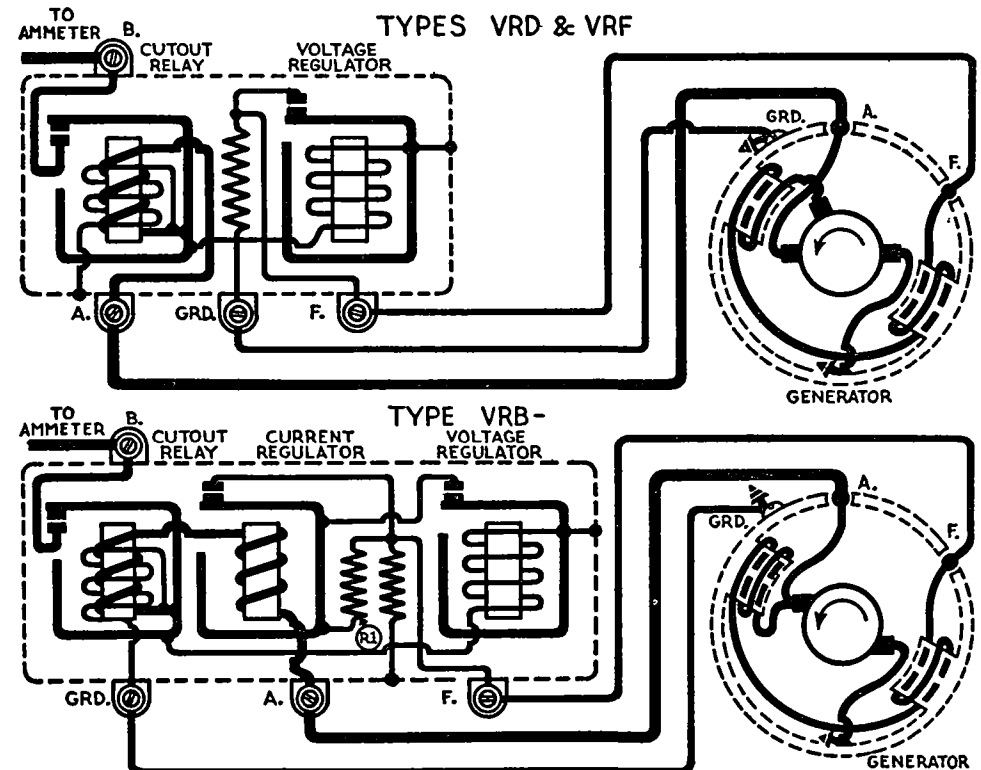 TYPES VRD & VRF
TO
AMMETER
B.
CUTOUT
RELAY
VOLTAGE
REGULATOR
GRD.
A.
F.
A.
GRD.
F.
GENERATOR
TYPE VRB-
TO
AMMETER
B.
CUTOUT
RELAY
CURRENT
REGULATOR
VOLTAGE
REGULATOR
A.
GRD.
F.
R1
GRD.
A.
F.
GENERATOR